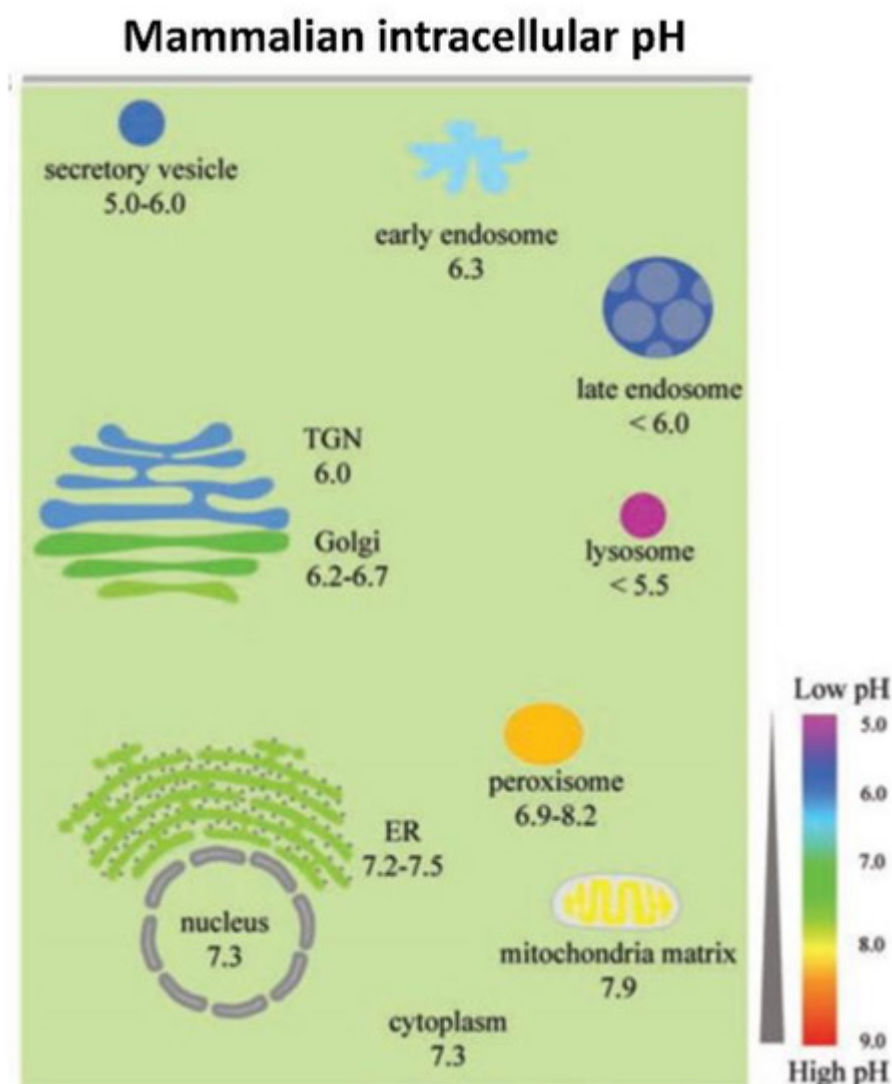 Mammalian intracellular pH
secretory vesicle
5.0-6.0
early endosome
6.3
late endosome
< 6.0
TGN
6.0
Golgi
6.2-6.7
lysosome
< 5.5
peroxisome
6.9-8.2
ER
7.2-7.5
nucleus
7.3
mitochondria matrix
7.9
cytoplasm
7.3
Low pH
5.0
6.0
7.0
8.0
9.0
High pH